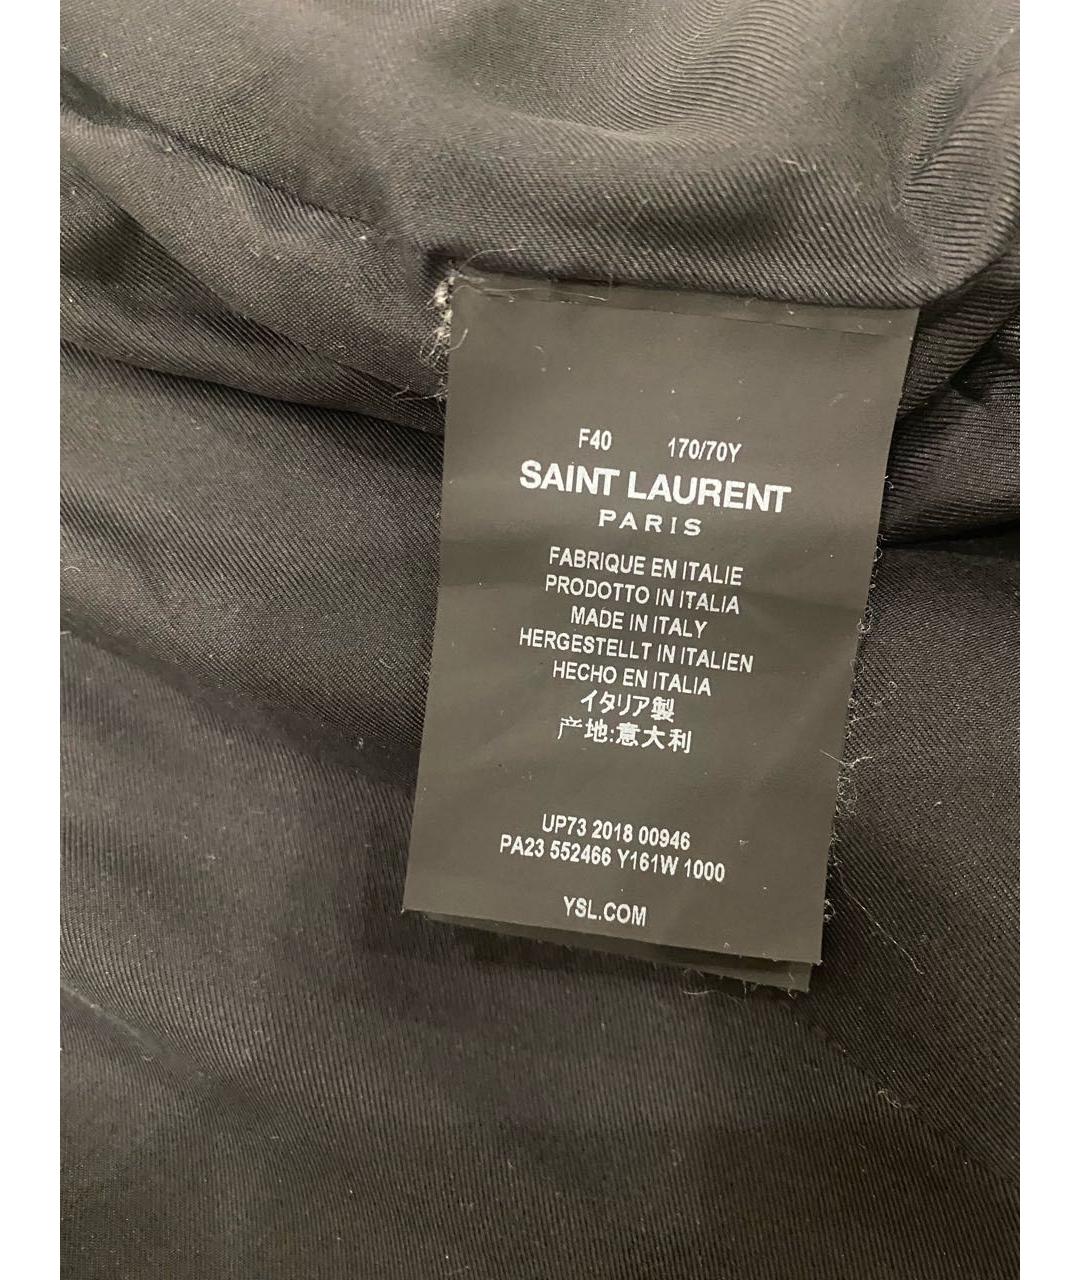 F40 170/70Y
SAINT LAURENT
PARIS
FABRIQUE EN ITALIE
PRODOTTO IN ITALIA
MADE IN ITALY
HERGESTELLT IN ITALIEN
HECHO EN ITALIA
イタリア製
产地:意大利
UP73 2018 00946
PA23 552466 Y161W 1000
YSL.COM